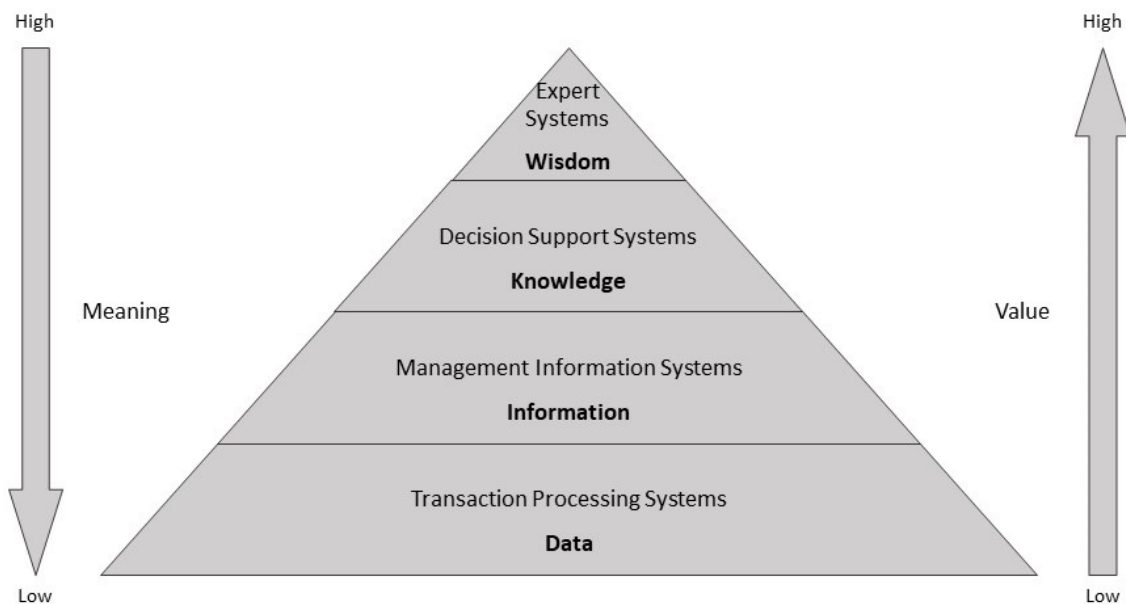 High
High
Expert
Systems
Wisdom
Decision Support Systems
Knowledge
Meaning
Value
Management Information Systems
Information
Transaction Processing Systems
Data
Low
Low